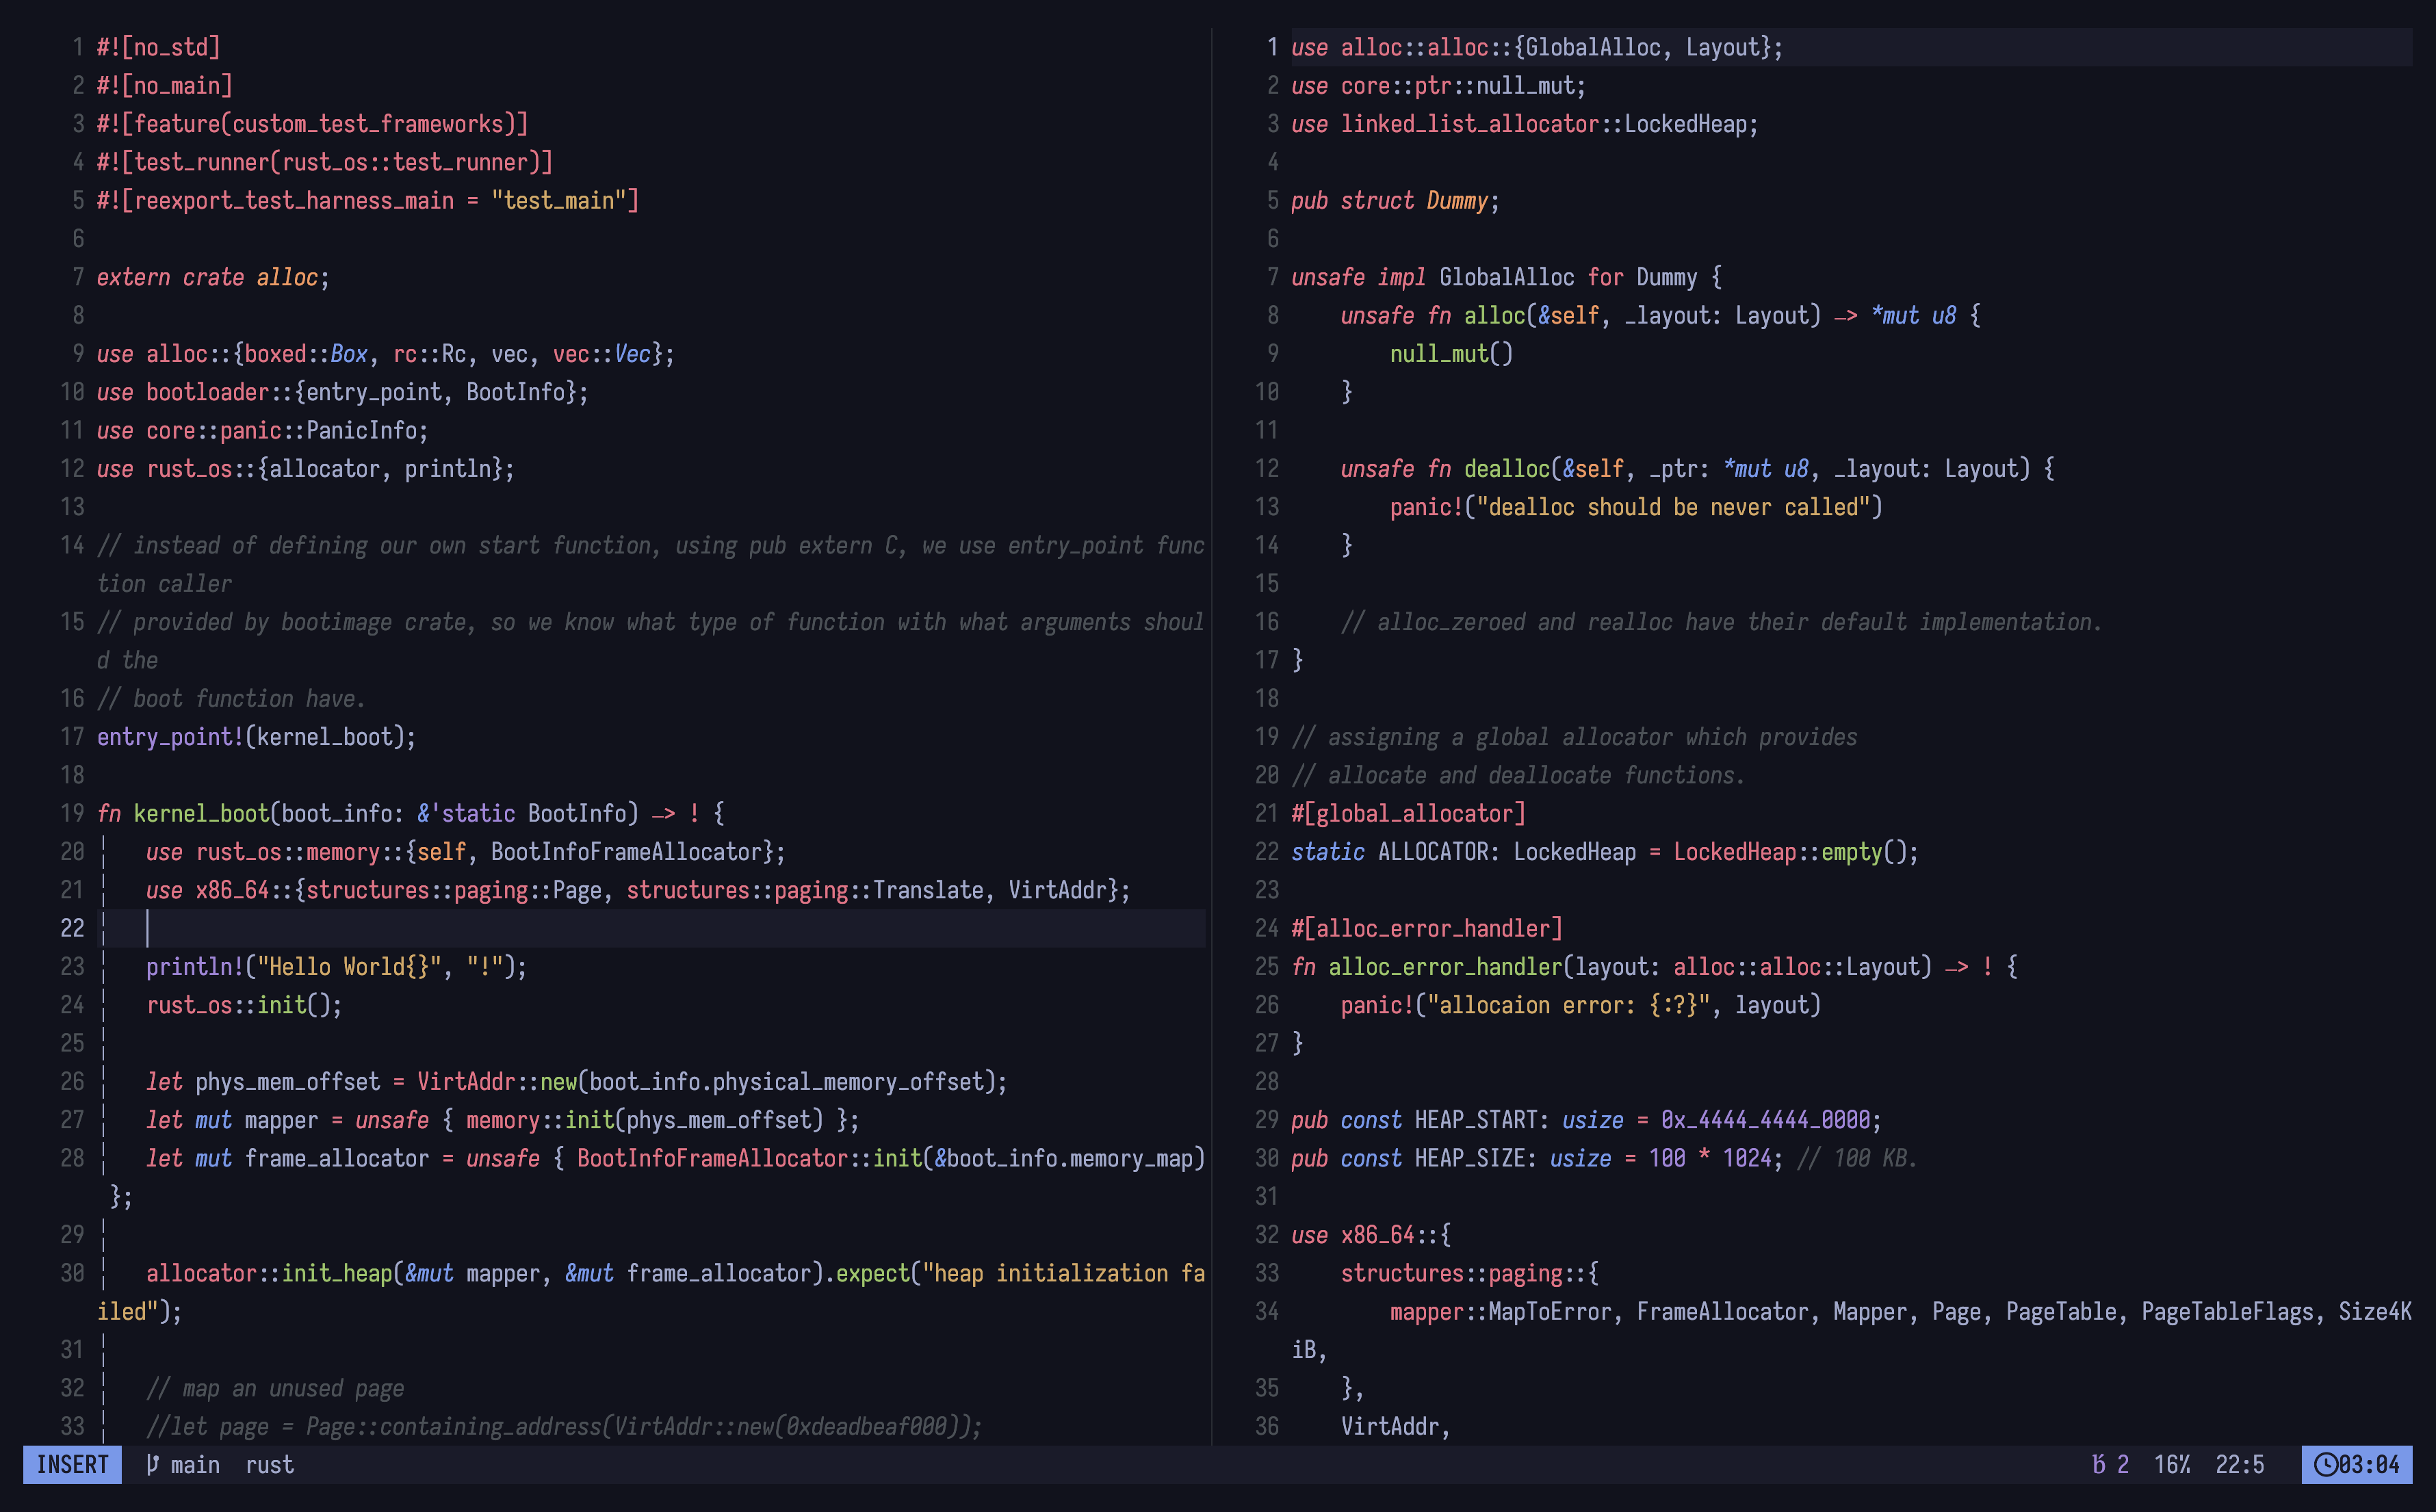 1 #![no_std]
2 #![no_main]
3 #![feature(custom_test_frameworks)]
4 #![test_runner(rust_os::test_runner)]
5 #![reexport_test_harness_main = "test_main"]
6
7 extern crate alloc;
8
9 use alloc::{boxed::Box, rc::Rc, vec, vec::Vec};
10 use bootloader::{entry_point, BootInfo};
11 use core::panic::PanicInfo;
12 use rust_os::{allocator, println};
13
14 // instead of defining our own start function, using pub extern C, we use entry_point func
tion caller
15 // provided by bootimage crate, so we know what type of function with what arguments shoul
d the
16 // boot function have.
17 entry_point!(kernel_boot);
18
19 fn kernel_boot(boot_info: &'static BootInfo) -> ! {
20     use rust_os::memory::{self, BootInfoFrameAllocator};
21     use x86_64::{structures::paging::Page, structures::paging::Translate, VirtAddr};
22
23     println!("Hello World{}", "!");
24     rust_os::init();
25
26     let phys_mem_offset = VirtAddr::new(boot_info.physical_memory_offset);
27     let mut mapper = unsafe { memory::init(phys_mem_offset) };
28     let mut frame_allocator = unsafe { BootInfoFrameAllocator::init(&boot_info.memory_map)
 };
29
30     allocator::init_heap(&mut mapper, &mut frame_allocator).expect("heap initialization fa
iled");
31
32     // map an unused page
33     //let page = Page::containing_address(VirtAddr::new(0xdeadbeaf000));
1 use alloc::alloc::{GlobalAlloc, Layout};
2 use core::ptr::null_mut;
3 use linked_list_allocator::LockedHeap;
4
5 pub struct Dummy;
6
7 unsafe impl GlobalAlloc for Dummy {
8     unsafe fn alloc(&self, _layout: Layout) -> *mut u8 {
9         null_mut()
10     }
11
12     unsafe fn dealloc(&self, _ptr: *mut u8, _layout: Layout) {
13         panic!("dealloc should be never called")
14     }
15
16     // alloc_zeroed and realloc have their default implementation.
17 }
18
19 // assigning a global allocator which provides
20 // allocate and deallocate functions.
21 #[global_allocator]
22 static ALLOCATOR: LockedHeap = LockedHeap::empty();
23
24 #[alloc_error_handler]
25 fn alloc_error_handler(layout: alloc::alloc::Layout) -> ! {
26     panic!("allocaion error: {:?}", layout)
27 }
28
29 pub const HEAP_START: usize = 0x_4444_4444_0000;
30 pub const HEAP_SIZE: usize = 100 * 1024; // 100 KB.
31
32 use x86_64::{
33     structures::paging::{
34         mapper::MapToError, FrameAllocator, Mapper, Page, PageTable, PageTableFlags, Size4K
iB,
35     },
36     VirtAddr,
INSERT main rust 2 16% 22:5 03:04